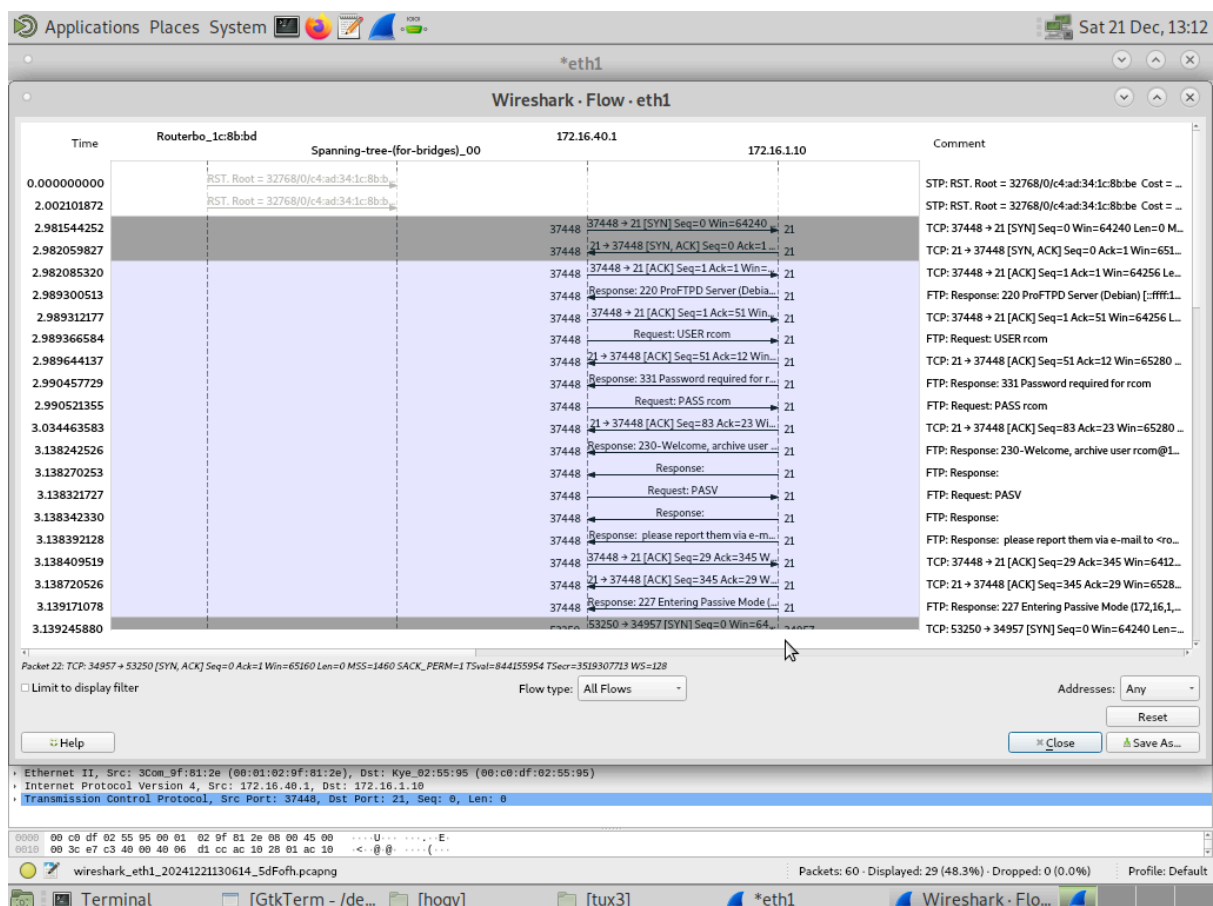 Applications Places System Sat 21 Dec, 13:12
*eth1
Wireshark · Flow · eth1
Time Routerbo_1c:8b:bd Spanning-tree-(for-bridges)_00 172.16.40.1 172.16.1.10 Comment
0.000000000 RST. Root = 32768/0/c4:ad:34:1c:8b:b... STP: RST. Root = 32768/0/c4:ad:34:1c:8b:be Cost = ...
2.002101872 RST. Root = 32768/0/c4:ad:34:1c:8b:b... STP: RST. Root = 32768/0/c4:ad:34:1c:8b:be Cost = ...
2.981544252 37448 37448 → 21 [SYN] Seq=0 Win=64240 ... 21 TCP: 37448 → 21 [SYN] Seq=0 Win=64240 Len=0 M...
2.982059827 37448 21 → 37448 [SYN, ACK] Seq=0 Ack=1 ... 21 TCP: 21 → 37448 [SYN, ACK] Seq=0 Ack=1 Win=651...
2.982085320 37448 37448 → 21 [ACK] Seq=1 Ack=1 Win=... 21 TCP: 37448 → 21 [ACK] Seq=1 Ack=1 Win=64256 Le...
2.989300513 37448 Response: 220 ProFTPD Server (Debia... 21 FTP: Response: 220 ProFTPD Server (Debian) [::ffff:1...
2.989312177 37448 37448 → 21 [ACK] Seq=1 Ack=51 Win... 21 TCP: 37448 → 21 [ACK] Seq=1 Ack=51 Win=64256 L...
2.989366584 37448 Request: USER rcom 21 FTP: Request: USER rcom
2.989644137 37448 21 → 37448 [ACK] Seq=51 Ack=12 Win... 21 TCP: 21 → 37448 [ACK] Seq=51 Ack=12 Win=65280 ...
2.990457729 37448 Response: 331 Password required for r... 21 FTP: Response: 331 Password required for rcom
2.990521355 37448 Request: PASS rcom 21 FTP: Request: PASS rcom
3.034463583 37448 21 → 37448 [ACK] Seq=83 Ack=23 Wi... 21 TCP: 21 → 37448 [ACK] Seq=83 Ack=23 Win=65280 ...
3.138242526 37448 Response: 230-Welcome, archive user ... 21 FTP: Response: 230-Welcome, archive user rcom@1...
3.138270253 37448 Response: 21 FTP: Response:
3.138321727 37448 Request: PASV 21 FTP: Request: PASV
3.138342330 37448 Response: 21 FTP: Response:
3.138392128 37448 Response: please report them via e-m... 21 FTP: Response: please report them via e-mail to <ro...
3.138409519 37448 37448 → 21 [ACK] Seq=29 Ack=345 W... 21 TCP: 37448 → 21 [ACK] Seq=29 Ack=345 Win=6412...
3.138720526 37448 21 → 37448 [ACK] Seq=345 Ack=29 W... 21 TCP: 21 → 37448 [ACK] Seq=345 Ack=29 Win=6528...
3.139171078 37448 Response: 227 Entering Passive Mode (... 21 FTP: Response: 227 Entering Passive Mode (172,16,1,...
3.139245880 53250 53250 → 34957 [SYN] Seq=0 Win=64... 34957 TCP: 53250 → 34957 [SYN] Seq=0 Win=64240 Len=...
Packet 22: TCP: 34957 → 53250 [SYN, ACK] Seq=0 Ack=1 Win=65160 Len=0 MSS=1460 SACK_PERM=1 TSval=844155954 TSecr=3519307713 WS=128
Limit to display filter Flow type: All Flows Addresses: Any
Reset
Help Close Save As...
Ethernet II, Src: 3Com_9f:81:2e (00:01:02:9f:81:2e), Dst: Kye_02:55:95 (00:c0:df:02:55:95)
Internet Protocol Version 4, Src: 172.16.40.1, Dst: 172.16.1.10
Transmission Control Protocol, Src Port: 37448, Dst Port: 21, Seq: 0, Len: 0
0000 00 c0 df 02 55 95 00 01 02 9f 81 2e 08 00 45 00 ····U··· ···.··E·
0010 00 3c e7 c3 40 00 40 06 d1 cc ac 10 28 01 ac 10 ·<··@·@· ····(···
wireshark_eth1_20241221130614_5dFofh.pcapng Packets: 60 · Displayed: 29 (48.3%) · Dropped: 0 (0.0%) Profile: Default
Terminal [GtkTerm - /de... [hogy] [tux3] *eth1 Wireshark · Flo...